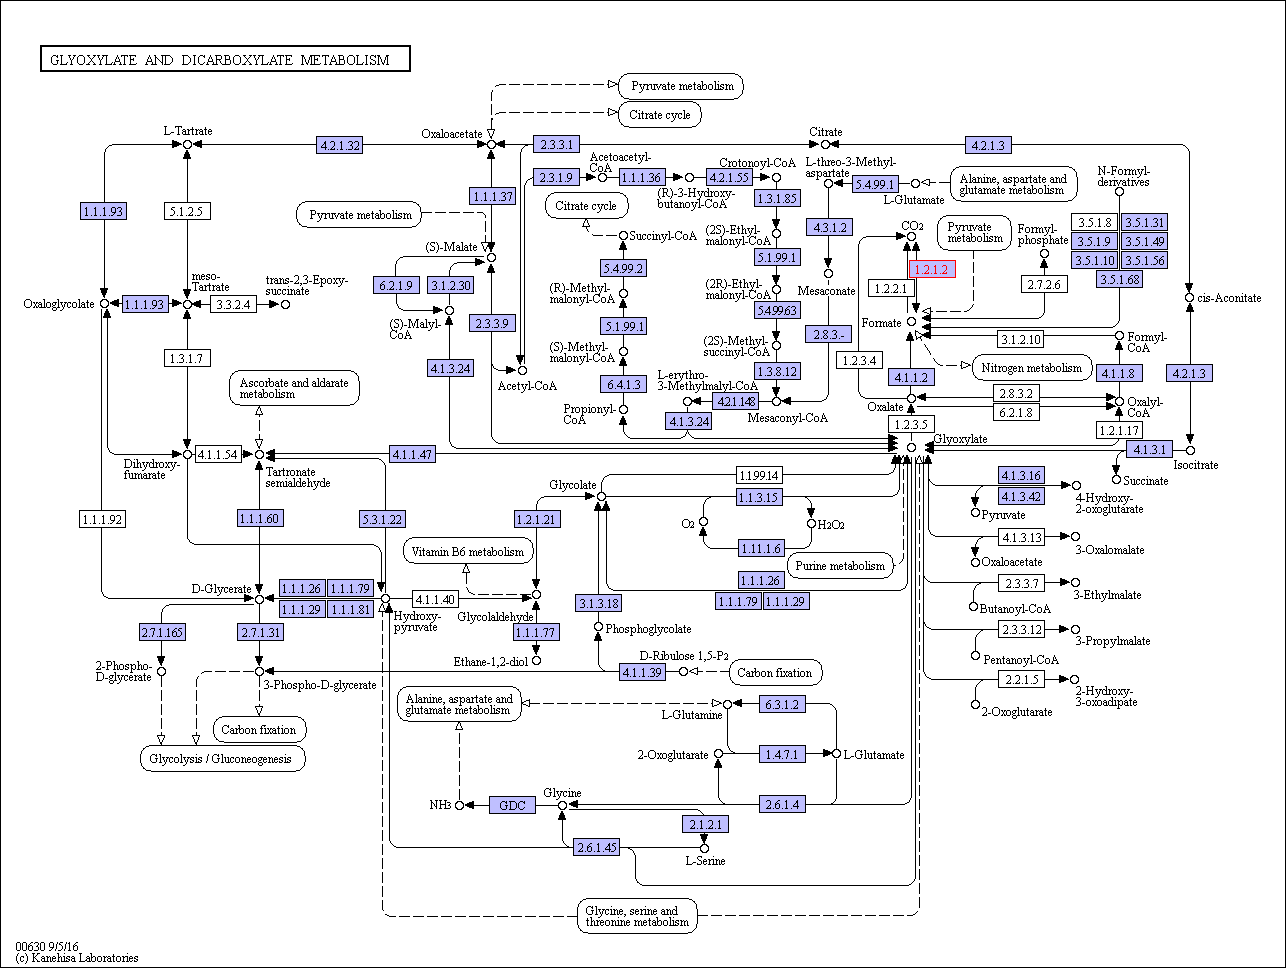 GLYOXYLATE AND DICARBOXYLATE METABOLISM
Pyruvate metabolism
Citrate cycle
L-Tartrate
4.2.1.32
Oxaloacetate
2.3.3.1
Citrate
4.2.1.3
Acetoacetyl-
CoA
2.3.1.9
1.1.1.36
4.2.1.55
Crotonoyl-CoA
(R)-3-Hydroxy-
butanoyl-CoA
1.3.1.85
L-threo-3-Methyl-
aspartate
5.4.99.1
L-Glutamate
Alanine, aspartate and
glutamate metabolism
N-Formyl-
derivatives
1.1.1.93
5.1.2.5
1.1.1.37
Pyruvate metabolism
Citrate cycle
(S)-Malate
Succinyl-CoA
(2S)-Ethyl-
malonyl-CoA
4.3.1.2
CO2
Pyruvate
metabolism
Formyl-
phosphate
3.5.1.8
3.5.1.31
3.5.1.9
3.5.1.49
3.5.1.10
3.5.1.56
3.5.1.68
5.4.99.2
5.1.99.1
1.2.1.2
1.2.2.1
2.7.2.6
meso-
Tartrate
trans-2,3-Epoxy-
succinate
Oxaloglycolate
1.1.1.93
3.3.2.4
6.2.1.9
3.1.2.30
(S)-Malyl-
CoA
2.3.3.9
(R)-Methyl-
malonyl-CoA
(2R)-Ethyl-
malonyl-CoA
Mesaconate
5.4.99.63
5.1.99.1
2.8.3.-
Formate
cis-Aconitate
1.3.1.7
4.1.3.24
(S)-Methyl-
malonyl-CoA
(2S)-Methyl-
succinyl-CoA
1.2.3.4
3.1.2.10
Formyl-
CoA
Nitrogen metabolism
Acetyl-CoA
6.4.1.3
1.3.8.12
L-erythro-
3-Methylmalyl-CoA
4.2.1.148
Mesaconyl-CoA
4.1.1.2
4.1.1.8
4.2.1.3
Ascorbate and aldarate
metabolism
Propionyl-
CoA
4.1.3.24
Oxalate
2.8.3.2
6.2.1.8
Oxalyl-
CoA
1.2.3.5
1.2.1.17
Glyoxylate
4.1.3.1
Isocitrate
Succinate
Dihydroxy-
fumarate
4.1.1.54
Tartronate
semialdehyde
4.1.1.47
Glycolate
1.1.99.14
1.1.3.15
O2
H2O2
1.11.1.6
Purine metabolism
4.1.3.16
4.1.3.42
4-Hydroxy-
2-oxoglutarate
Pyruvate
4.1.3.13
3-Oxalomalate
Oxaloacetate
2.3.3.7
3-Ethylmalate
Butanoyl-CoA
2.3.3.12
3-Propylmalate
Pentanoyl-CoA
2.2.1.5
2-Hydroxy-
3-oxoadipate
2-Oxoglutarate
1.1.1.92
1.1.1.60
5.3.1.22
1.2.1.21
Vitamin B6 metabolism
D-Glycerate
1.1.1.26
1.1.1.79
1.1.1.29
1.1.1.81
Hydroxy-
pyruvate
4.1.1.40
Glycolaldehyde
3.1.3.18
1.1.1.26
1.1.1.79
1.1.1.29
2.7.1.165
2.7.1.31
1.1.1.77
Phosphoglycolate
Ethane-1,2-diol
2-Phospho-
D-glycerate
3-Phospho-D-glycerate
4.1.1.39
D-Ribulose 1,5-P2
Carbon fixation
Carbon fixation
Glycolysis / Gluconeogenesis
Alanine, aspartate and
glutamate metabolism
L-Glutamine
6.3.1.2
2-Oxoglutarate
1.4.7.1
L-Glutamate
NH3
GDC
Glycine
2.6.1.4
2.1.2.1
2.6.1.45
L-Serine
Glycine, serine and
threonine metabolism
00630 9/5/16
(c) Kanehisa Laboratories